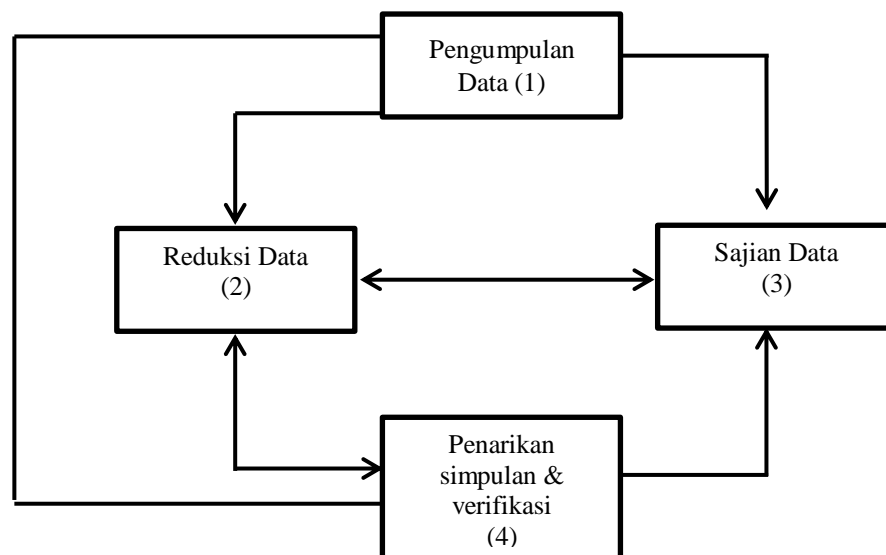 Pengumpulan
Data (1)
Reduksi Data
(2)
Sajian Data
(3)
Penarikan
simpulan &
verifikasi
(4)